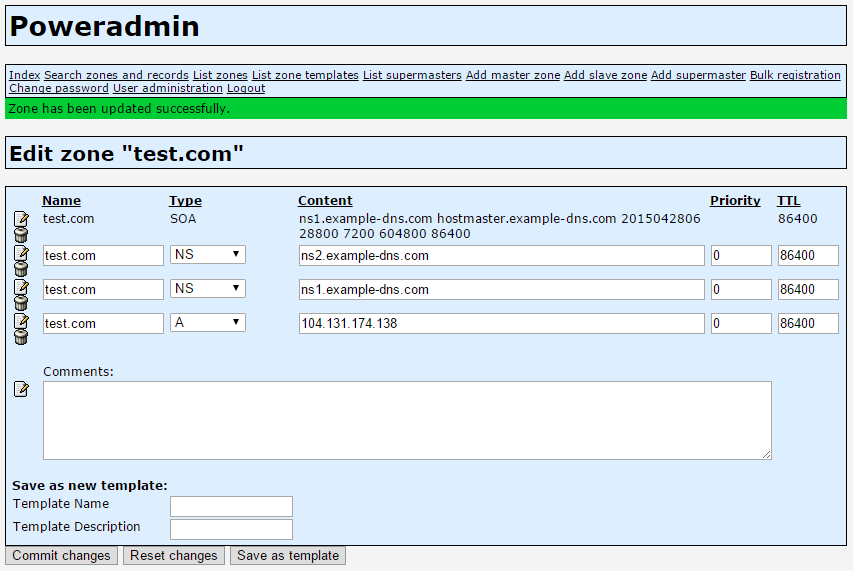 Poweradmin
Index Search zones and records List zones List zone templates List supermasters Add master zone Add slave zone Add supermaster Bulk registration
Change password User administration Logout
Zone has been updated successfully.
Edit zone "test.com"
Name Type Content Priority TTL
test.com SOA ns1.example-dns.com hostmaster.example-dns.com 2015042806 86400
28800 7200 604800 86400
test.com NS ns2.example-dns.com 0 86400
test.com NS ns1.example-dns.com 0 86400
test.com A 104.131.174.138 0 86400
Comments:
Save as new template:
Template Name
Template Description
Commit changes Reset changes Save as template